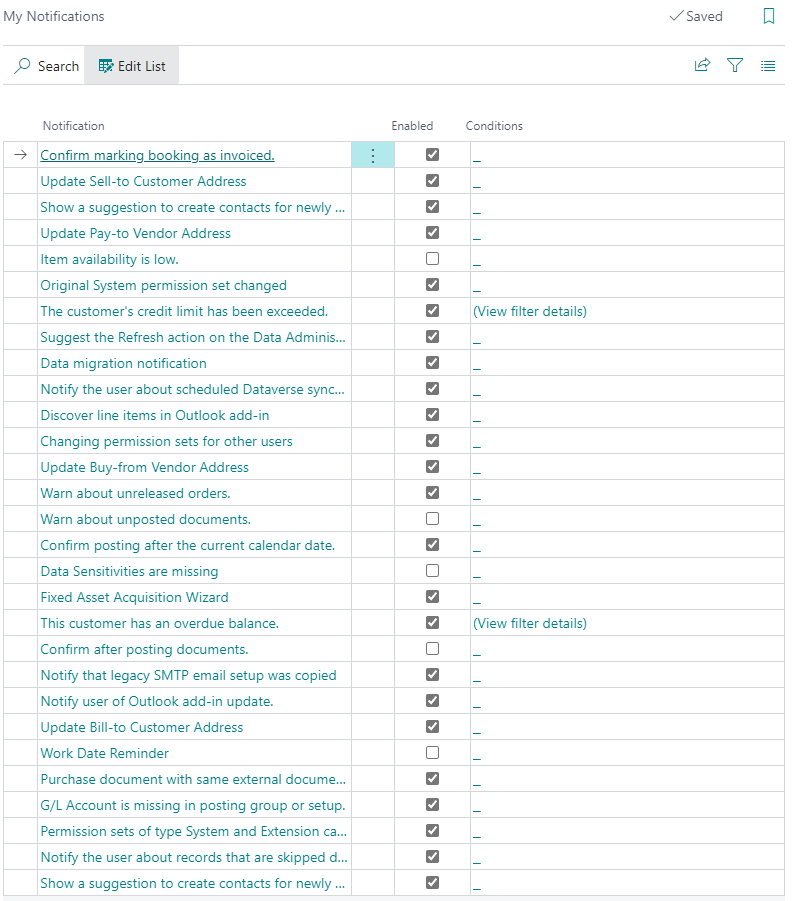 My Notifications
Saved
Search Edit List
Notification Enabled Conditions
Confirm marking booking as invoiced. _
Update Sell-to Customer Address _
Show a suggestion to create contacts for newly ... _
Update Pay-to Vendor Address _
Item availability is low. _
Original System permission set changed _
The customer's credit limit has been exceeded. (View filter details)
Suggest the Refresh action on the Data Adminis... _
Data migration notification _
Notify the user about scheduled Dataverse sync... _
Discover line items in Outlook add-in _
Changing permission sets for other users _
Update Buy-from Vendor Address _
Warn about unreleased orders. _
Warn about unposted documents. _
Confirm posting after the current calendar date. _
Data Sensitivities are missing _
Fixed Asset Acquisition Wizard _
This customer has an overdue balance. (View filter details)
Confirm after posting documents. _
Notify that legacy SMTP email setup was copied _
Notify user of Outlook add-in update. _
Update Bill-to Customer Address _
Work Date Reminder _
Purchase document with same external docume... _
G/L Account is missing in posting group or setup. _
Permission sets of type System and Extension ca... _
Notify the user about records that are skipped d... _
Show a suggestion to create contacts for newly ... _